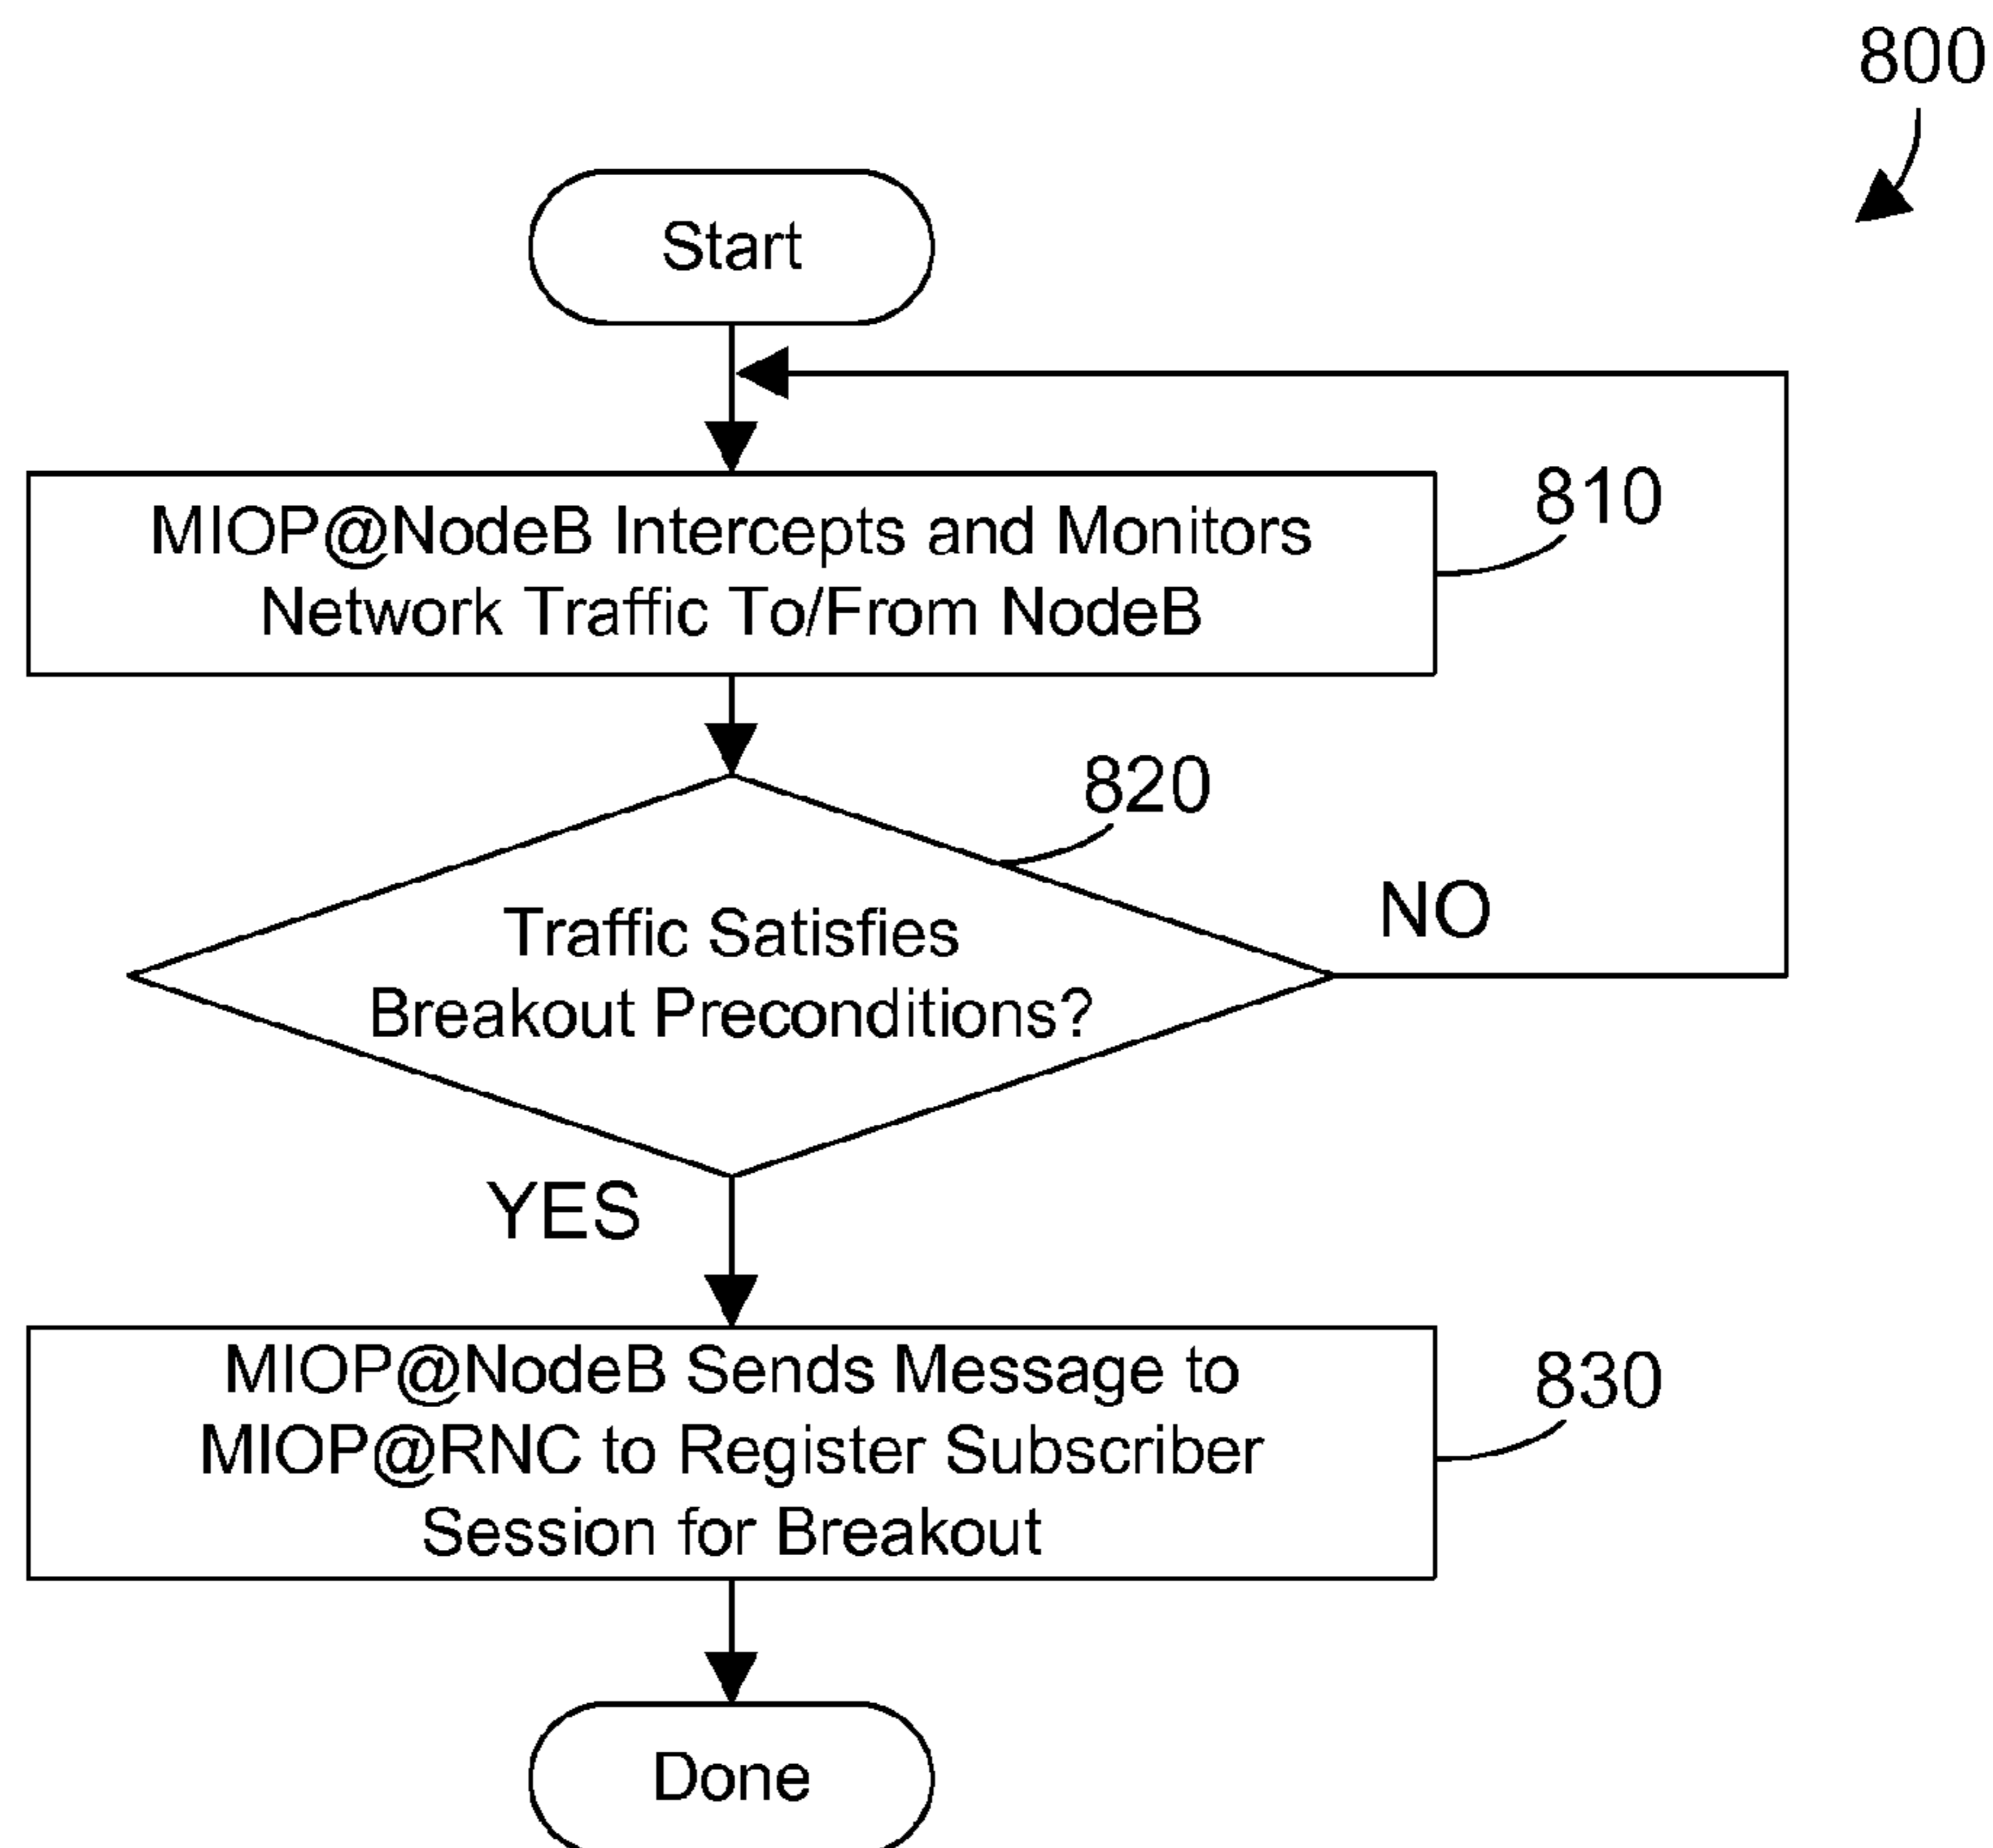 800
Start
MIOP@NodeB Intercepts and Monitors
Network Traffic To/From NodeB
810
820
Traffic Satisfies
Breakout Preconditions?
NO
YES
MIOP@NodeB Sends Message to
MIOP@RNC to Register Subscriber
Session for Breakout
830
Done